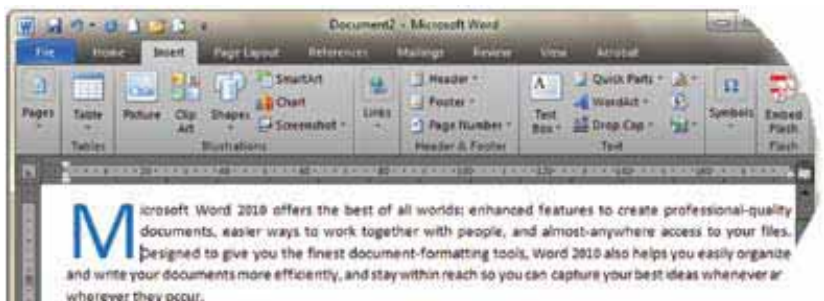 Document2 - Microsoft Word
File Home Insert Page Layout References Mailings Review View Acrobat
Pages Table Picture Clip Art Shapes SmartArt Chart Screenshot Links Header Footer Page Number Text Box Quick Parts WordArt Drop Cap Symbols Embed Flash
Tables Illustrations Header & Footer Text Flash
Microsoft Word 2010 offers the best of all worlds: enhanced features to create professional-quality
documents, easier ways to work together with people, and almost-anywhere access to your files.
Designed to give you the finest document-formatting tools, Word 2010 also helps you easily organize
and write your documents more efficiently, and stay within reach so you can capture your best ideas whenever ar
wherever they occur.